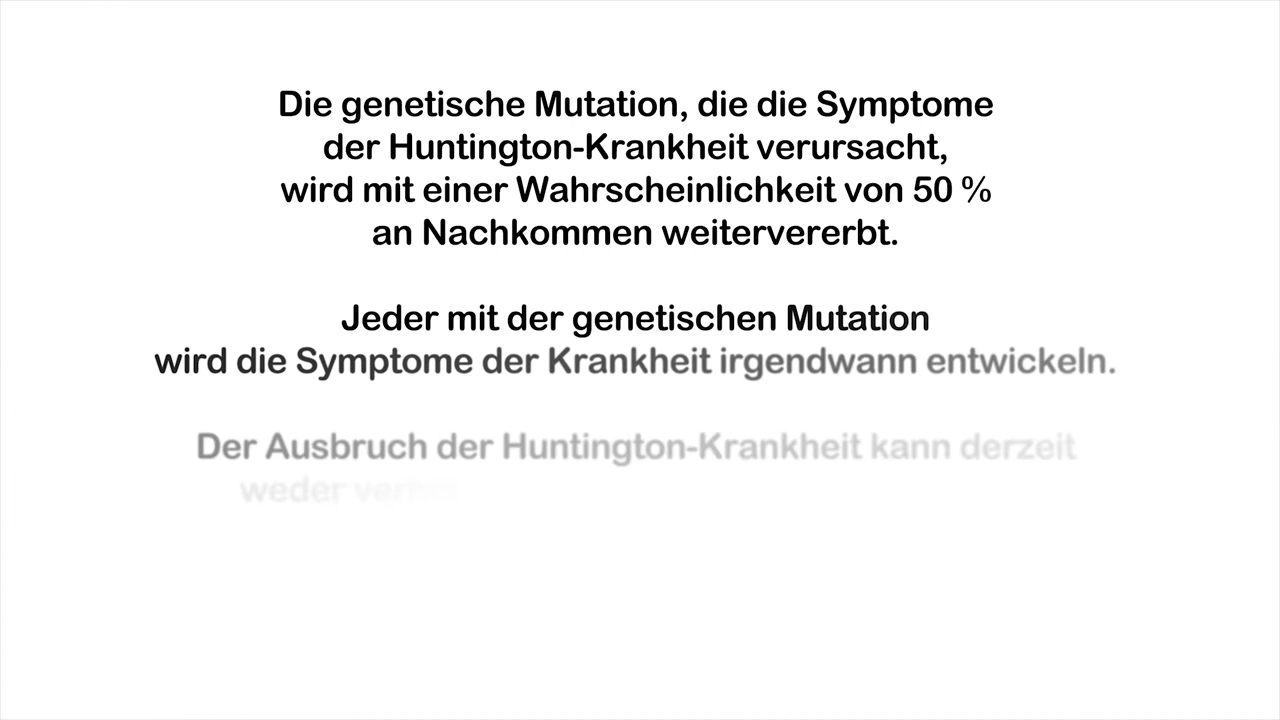 Die genetische Mutation, die die Symptome
der Huntington-Krankheit verursacht,
wird mit einer Wahrscheinlichkeit von 50 %
an Nachkommen weitervererbt.
Jeder mit der genetischen Mutation
wird die Symptome der Krankheit irgendwann entwickeln.
Der Ausbruch der Huntington-Krankheit kann derzeit
weder